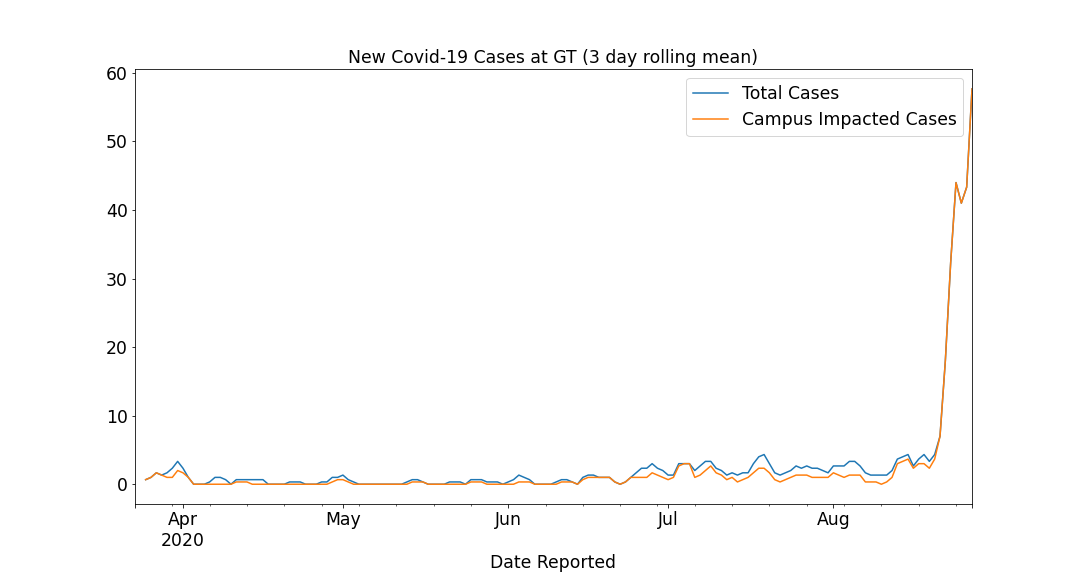 New Covid-19 Cases at GT (3 day rolling mean)
Total Cases
Campus Impacted Cases
60
50
40
30
20
10
0
Apr May Jun Jul Aug
2020
Date Reported